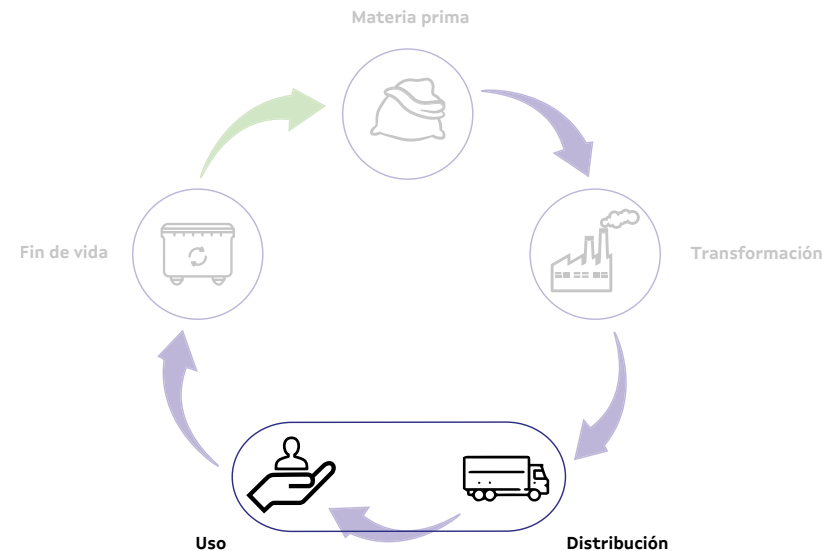 Materia prima
Fin de vida
Transformación
Uso
Distribución